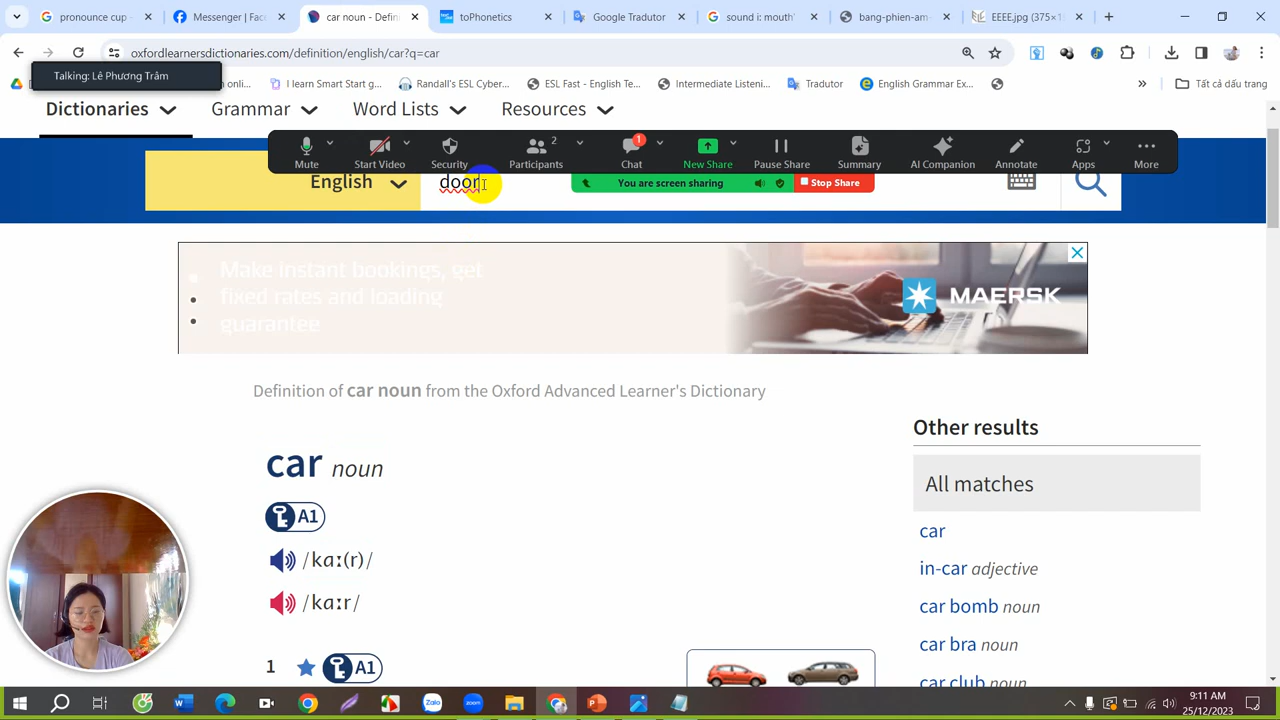 pronounce cup -
Messenger | Fac
car noun - Defini
toPhonetics
Google Tradutor
sound i: mouth'
bang-phien-am-
EEEE.jpg (375×1
oxfordlearnersdictionaries.com/definition/english/car?q=car
Talking: Lê Phương Trâm
on onli...
I learn Smart Start g...
Randall's ESL Cyber...
ESL Fast - English Te...
Intermediate Listeni...
Tradutor
English Grammar Ex...
Tất cả dấu trang
Dictionaries Grammar Word Lists Resources
Mute Start Video Security Participants 2 Chat 1 New Share Pause Share Summary AI Companion Annotate Apps More
You are screen sharing Stop Share
English door
Make instant bookings, get
fixed rates and loading
guarantee
MAERSK
Definition of car noun from the Oxford Advanced Learner's Dictionary
car noun
A1
/kɑː(r)/
/kɑːr/
1 A1
Other results
All matches
car
in-car adjective
car bomb noun
car bra noun
car club noun
9:11 AM
25/12/2023